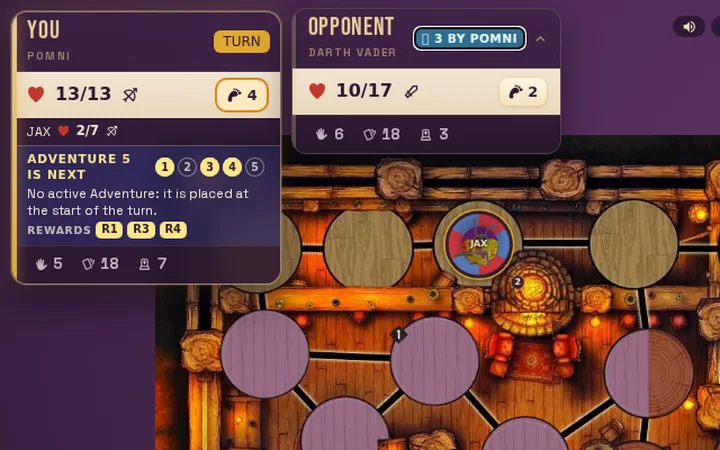 YOU
POMNI
TURN
13/13
4
JAX 2/7
ADVENTURE 5
IS NEXT
1 2 3 4 5
No active Adventure: it is placed at
the start of the turn.
REWARDS R1 R3 R4
5 18 7
OPPONENT
DARTH VADER
3 BY POMNI
10/17
2
6 18 3
JAX
2
1